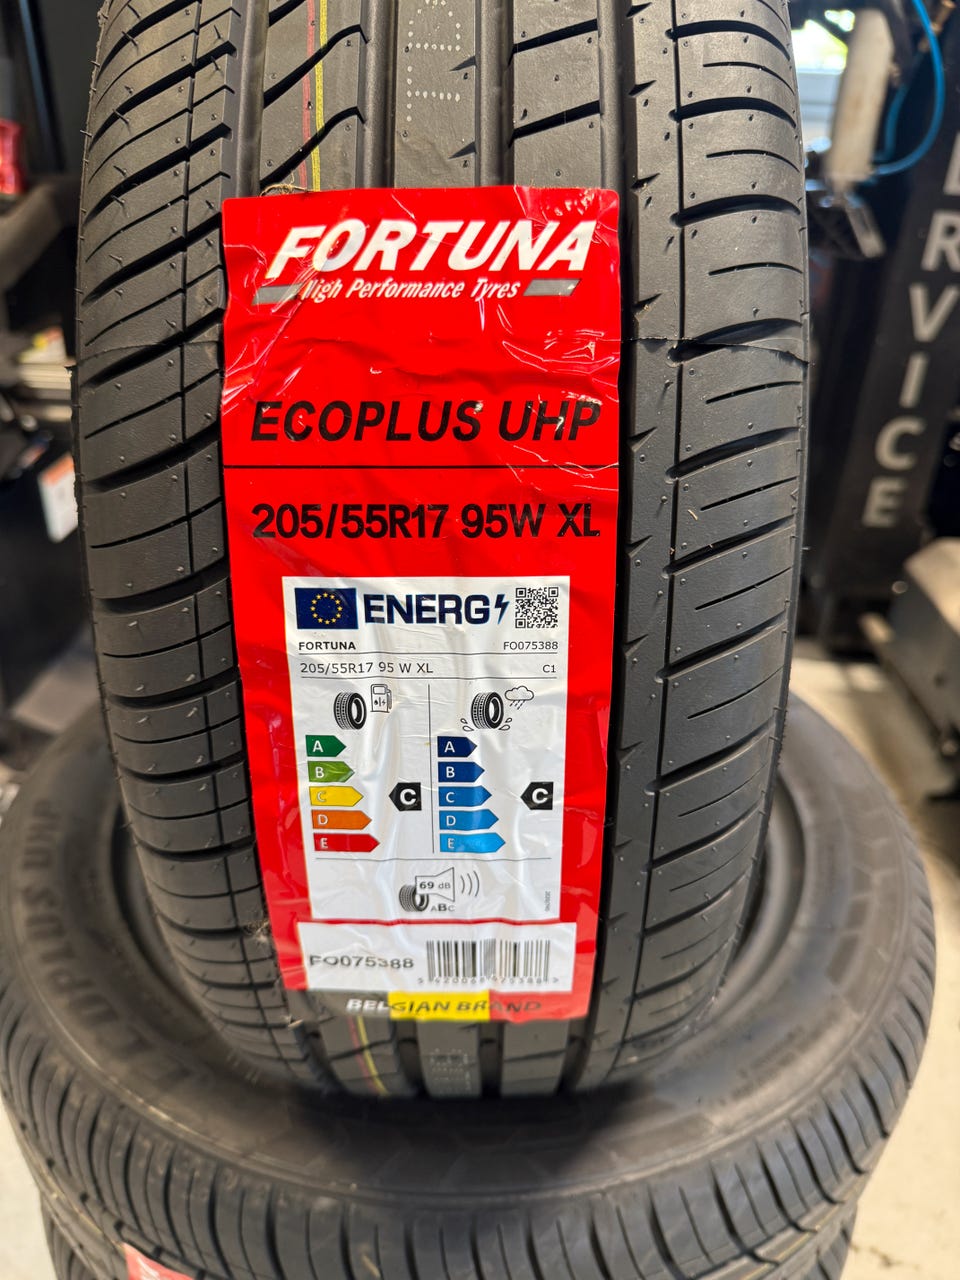 FORTUNA
High Performance Tyres
ECOPLUS UHP
205/55R17 95W XL
ENERG
FORTUNA FO075388
205/55R17 95 W XL C1
A A
B B
C C C C
D D
E E
69 dB
ABC
FO075388
BELGIAN BRAND
SERVICE